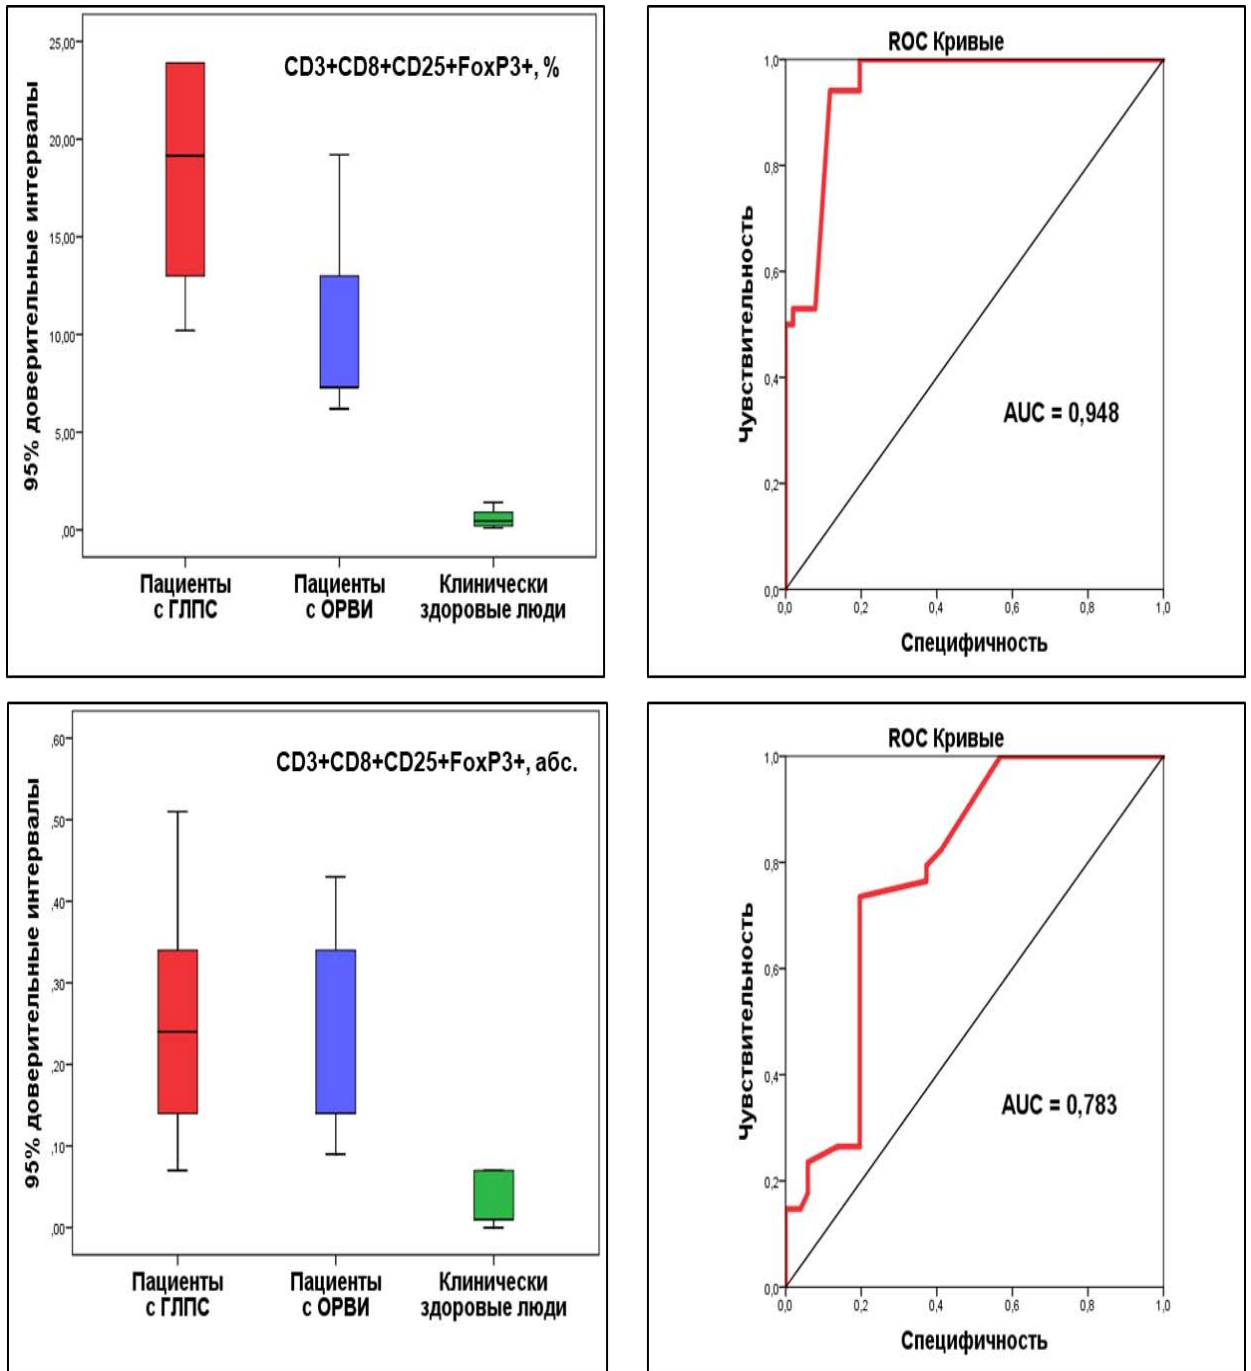 CD3+CD8+CD25+FoxP3+, %
95% доверительные интервалы
25,00
20,00
15,00
10,00
5,00
,00
Пациенты
с ГЛПС
Пациенты
с ОРВИ
Клинически
здоровые люди
ROC Кривые
Чувствительность
1,0
0,8
0,6
0,4
0,2
0,0
AUC = 0,948
0,0
0,2
0,4
0,6
0,8
1,0
Специфичность
CD3+CD8+CD25+FoxP3+, абс.
95% доверительные интервалы
,60
,50
,40
,30
,20
,10
,00
Пациенты
с ГЛПС
Пациенты
с ОРВИ
Клинически
здоровые люди
ROC Кривые
Чувствительность
1,0
0,8
0,6
0,4
0,2
0,0
AUC = 0,783
0,0
0,2
0,4
0,6
0,8
1,0
Специфичность